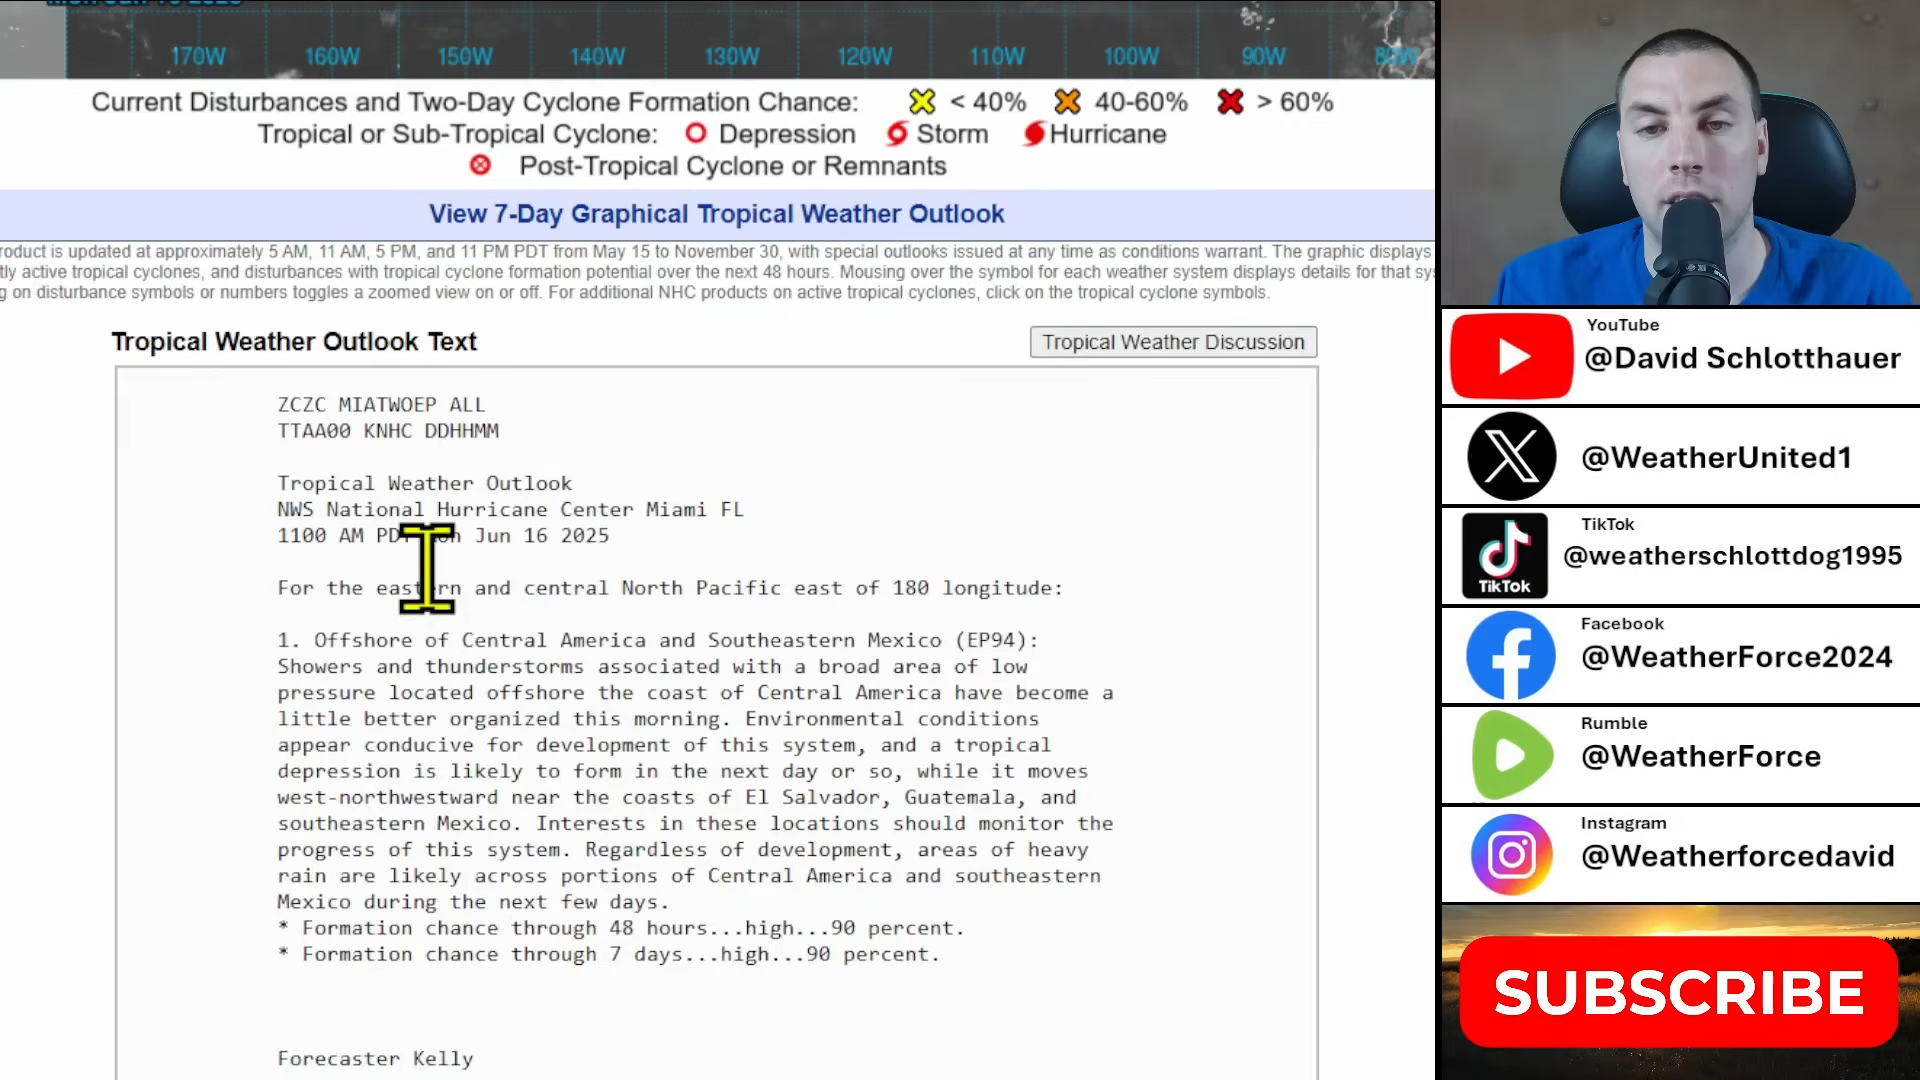 170W 160W 150W 140W 130W 120W 110W 100W 90W 80W
Current Disturbances and Two-Day Cyclone Formation Chance: < 40% 40-60% > 60%
Tropical or Sub-Tropical Cyclone: Depression Storm Hurricane
Post-Tropical Cyclone or Remnants
View 7-Day Graphical Tropical Weather Outlook
roduct is updated at approximately 5 AM, 11 AM, 5 PM, and 11 PM PDT from May 15 to November 30, with special outlooks issued at any time as conditions warrant. The graphic displays
tly active tropical cyclones, and disturbances with tropical cyclone formation potential over the next 48 hours. Mousing over the symbol for each weather system displays details for that sys
g on disturbance symbols or numbers toggles a zoomed view on or off. For additional NHC products on active tropical cyclones, click on the tropical cyclone symbols.
Tropical Weather Outlook Text
Tropical Weather Discussion
ZCZC MIATWOEP ALL
TTAA00 KNHC DDHHMM
Tropical Weather Outlook
NWS National Hurricane Center Miami FL
1100 AM PDT Mon Jun 16 2025
For the eastern and central North Pacific east of 180 longitude:
1. Offshore of Central America and Southeastern Mexico (EP94):
Showers and thunderstorms associated with a broad area of low
pressure located offshore the coast of Central America have become a
little better organized this morning. Environmental conditions
appear conducive for development of this system, and a tropical
depression is likely to form in the next day or so, while it moves
west-northwestward near the coasts of El Salvador, Guatemala, and
southeastern Mexico. Interests in these locations should monitor the
progress of this system. Regardless of development, areas of heavy
rain are likely across portions of Central America and southeastern
Mexico during the next few days.
* Formation chance through 48 hours...high...90 percent.
* Formation chance through 7 days...high...90 percent.
Forecaster Kelly
YouTube
@David Schlotthauer
@WeatherUnited1
TikTok
TikTok
@weatherschlottdog1995
Facebook
@WeatherForce2024
Rumble
@WeatherForce
Instagram
@Weatherforcedavid
SUBSCRIBE